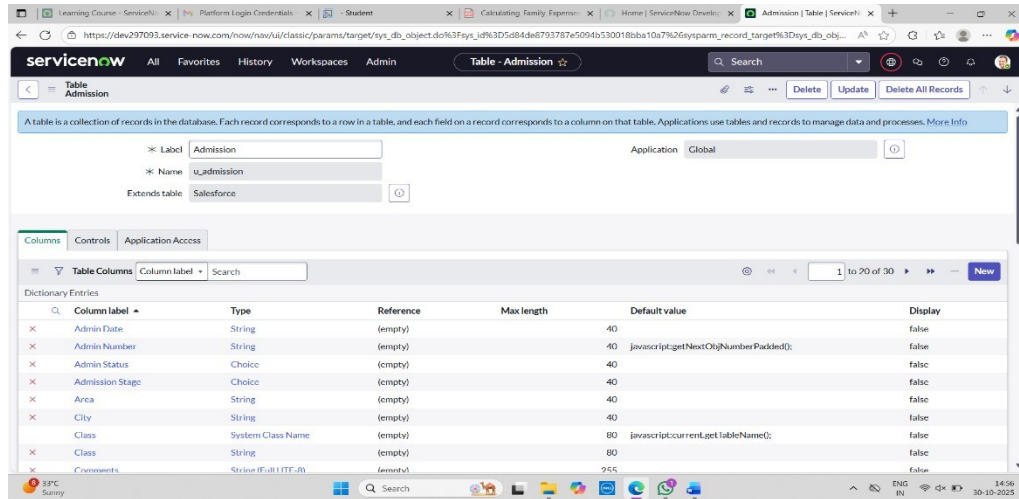 Learning Course - ServiceN
Platform Login Credentials -
- Student
Calculating Family Expenses
Home | ServiceNow Develop
Admission | Table | ServiceN
https://dev297093.service-now.com/now/nav/ui/classic/params/target/sys_db_object.do%3Fsys_id%3D5d84de8793787e5094b530018bba10a7%26sysparm_record_target%3Dsys_db_obj...
servicenow All Favorites History Workspaces Admin Table - Admission Search
Table
Admission
Delete Update Delete All Records
A table is a collection of records in the database. Each record corresponds to a row in a table, and each field on a record corresponds to a column on that table. Applications use tables and records to manage data and processes. More Info
Label Admission Application Global
Name u_admission
Extends table Salesforce
Columns Controls Application Access
Table Columns Column label Search 1 to 20 of 30 New
Dictionary Entries
Column label Type Reference Max length Default value Display
Admin Date String (empty) 40 false
Admin Number String (empty) 40 javascript:getNextObjNumberPadded(); false
Admin Status Choice (empty) 40 false
Admission Stage Choice (empty) 40 false
Area String (empty) 40 false
City String (empty) 40 false
Class System Class Name (empty) 80 javascript:current.getTableName(); false
Class String (empty) 80 false
Comments String (Full UTF-8) (empty) 255 false
33°C
Sunny
Search
ENG
IN
14:56
30-10-2025